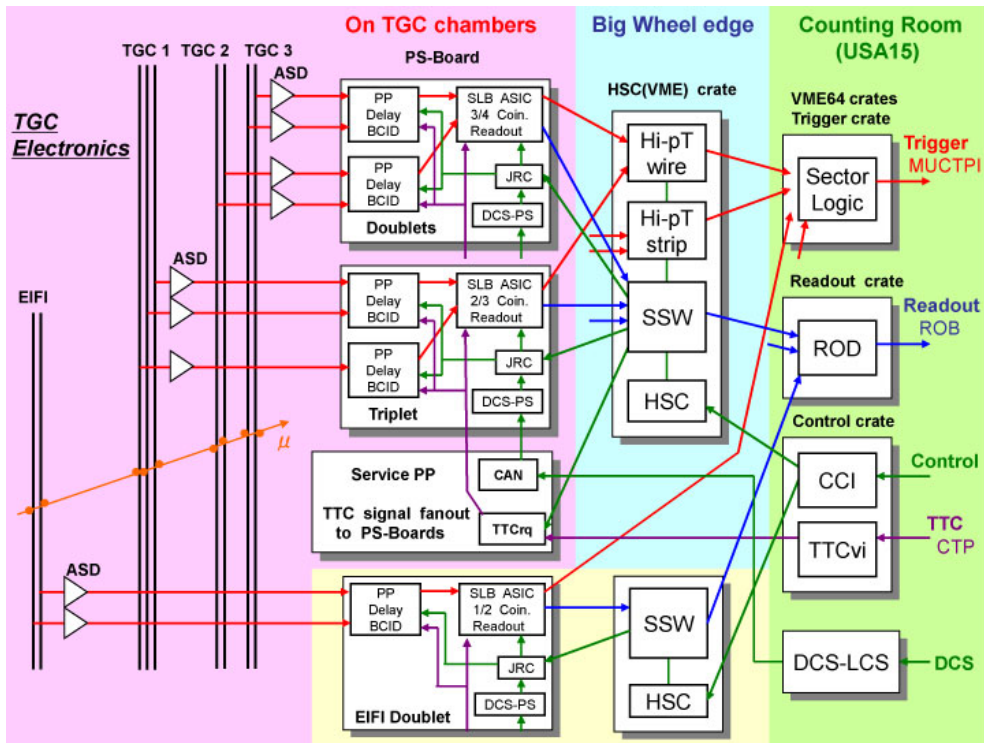 On TGC chambers
Big Wheel edge
Counting Room
(USA15)
TGC 1
TGC 2
TGC 3
ASD
TGC
Electronics
PS-Board
PP
Delay
BCID
SLB ASIC
3/4 Coin.
Readout
PP
Delay
BCID
JRC
DCS-PS
Doublets
HSC(VME) crate
Hi-pT
wire
Hi-pT
strip
SSW
HSC
VME64 crates
Trigger crate
Sector
Logic
Trigger
MUCTPI
EIFI
ASD
PP
Delay
BCID
SLB ASIC
2/3 Coin.
Readout
PP
Delay
BCID
JRC
DCS-PS
Triplet
Readout crate
ROD
Readout
ROB
μ
Service PP
CAN
TTC signal fanout
to PS-Boards
TTCrq
Control crate
CCI
Control
TTCvi
TTC
CTP
ASD
PP
Delay
BCID
SLB ASIC
1/2 Coin.
Readout
JRC
DCS-PS
EIFI Doublet
SSW
HSC
DCS-LCS
DCS